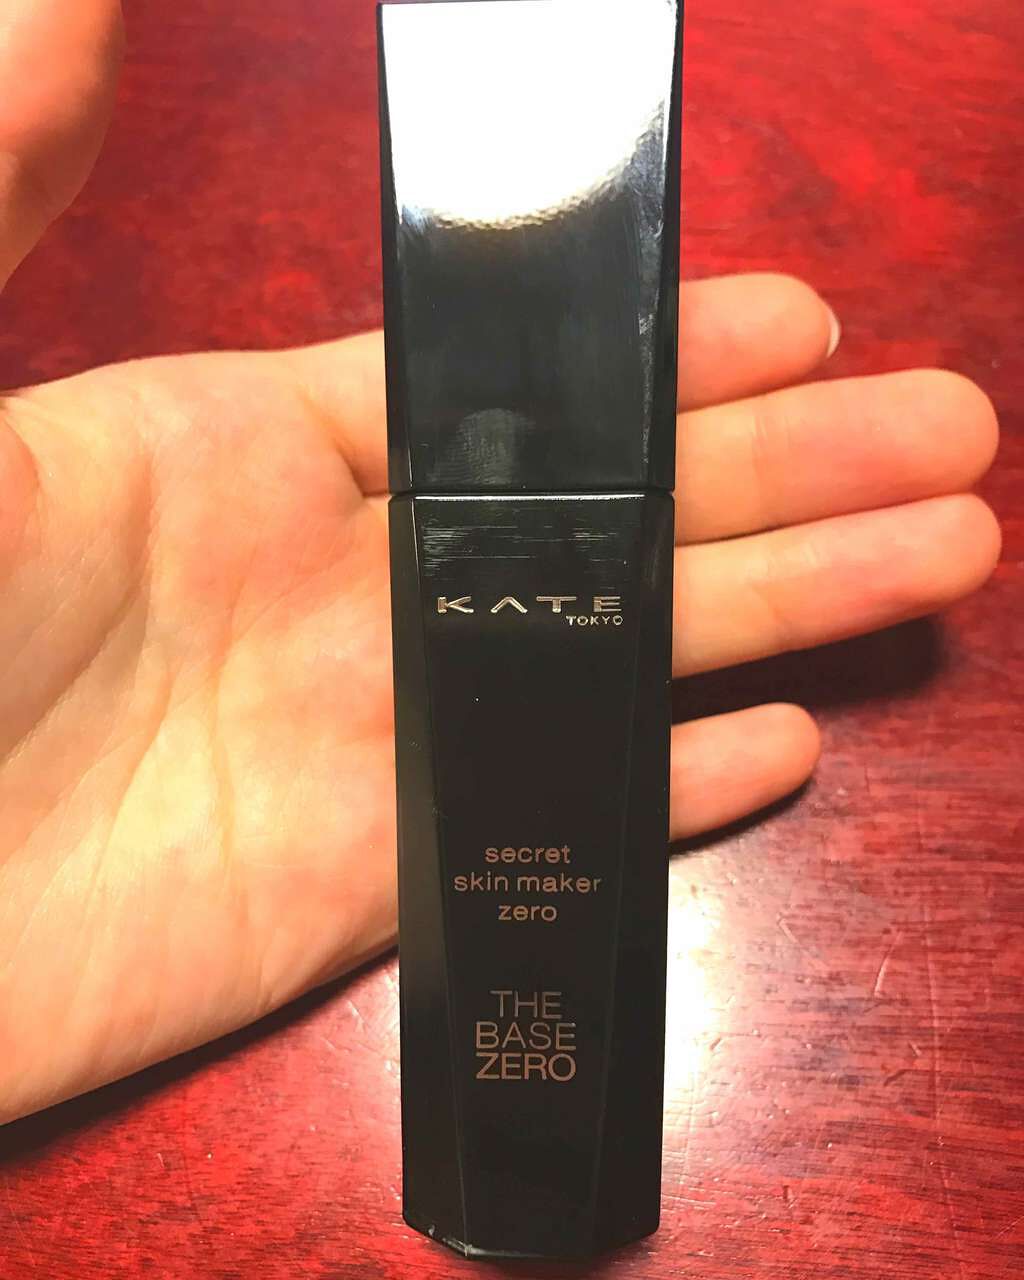 KATE
TOKYO
secret
skin maker
zero
THE
BASE
ZERO